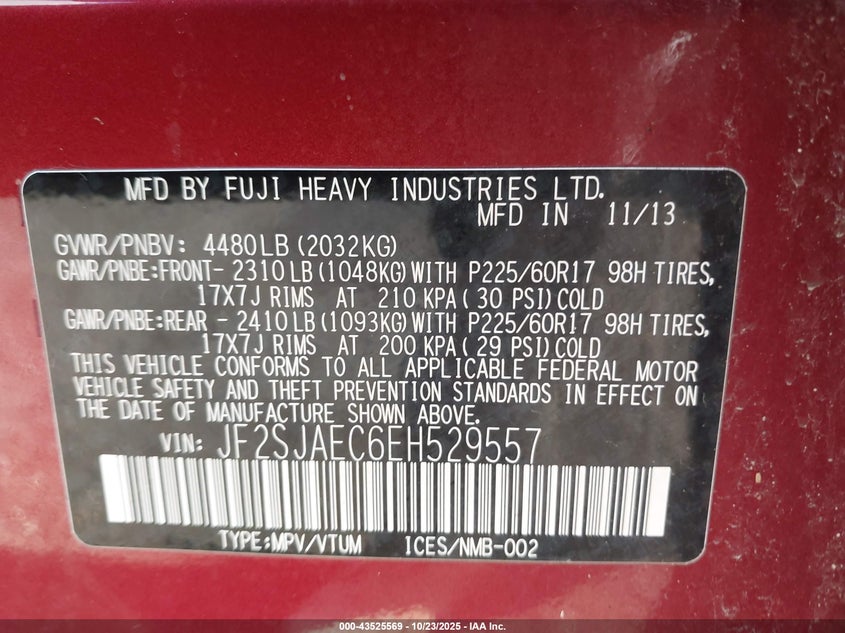 MFD BY FUJI HEAVY INDUSTRIES LTD.
MFD IN 11/13
GVWR/PNBV: 4480LB (2032KG)
GAWR/PNBE:FRONT- 2310LB (1048KG) WITH P225/60R17 98H TIRES,
17X7J RIMS AT 210 KPA ( 30 PSI) COLD
GAWR/PNBE:REAR - 2410LB (1093KG) WITH P225/60R17 98H TIRES,
17X7J RIMS AT 200 KPA ( 29 PSI) COLD
THIS VEHICLE CONFORMS TO ALL APPLICABLE FEDERAL MOTOR
VEHICLE SAFETY AND THEFT PREVENTION STANDARDS IN EFFECT ON
THE DATE OF MANUFACTURE SHOWN ABOVE.
VIN: JF2SJAEC6EH529557
TYPE:MPV/VTUM ICES/NMB-002
000-43525569 - 10/23/2025 - IAA Inc.